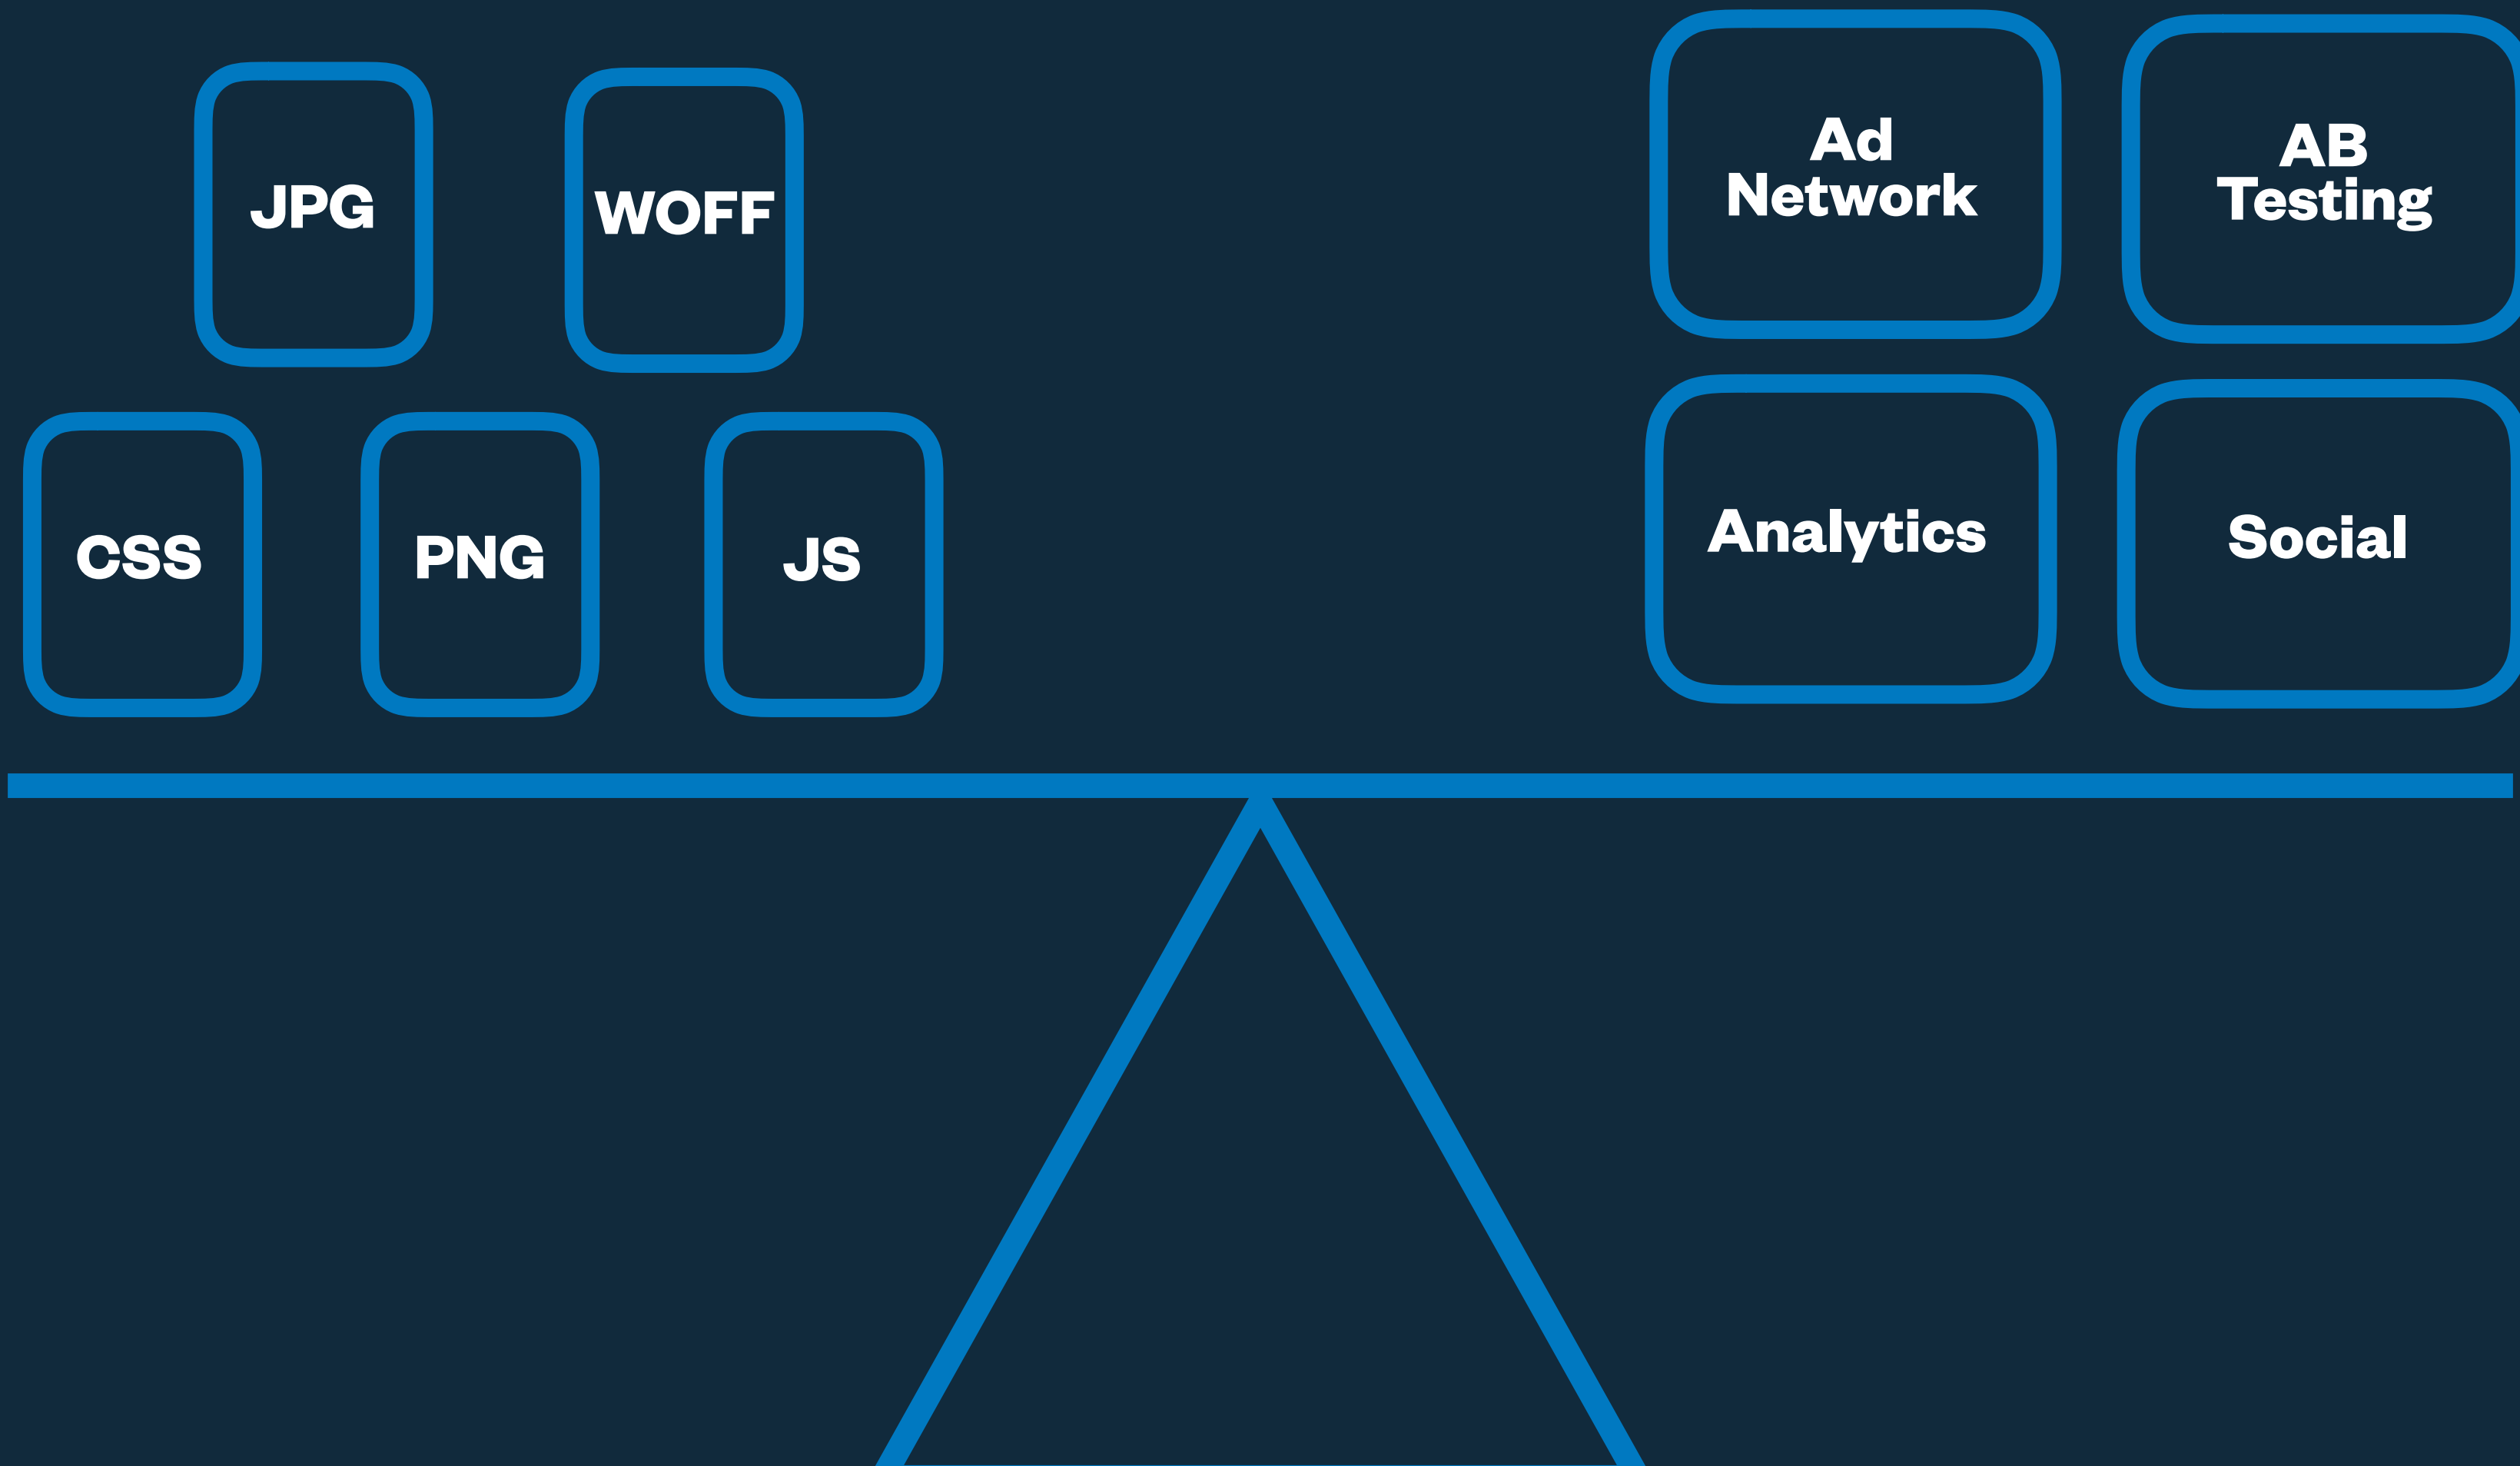 JPG
WOFF
CSS
PNG
JS
Ad
Network
AB
Testing
Analytics
Social